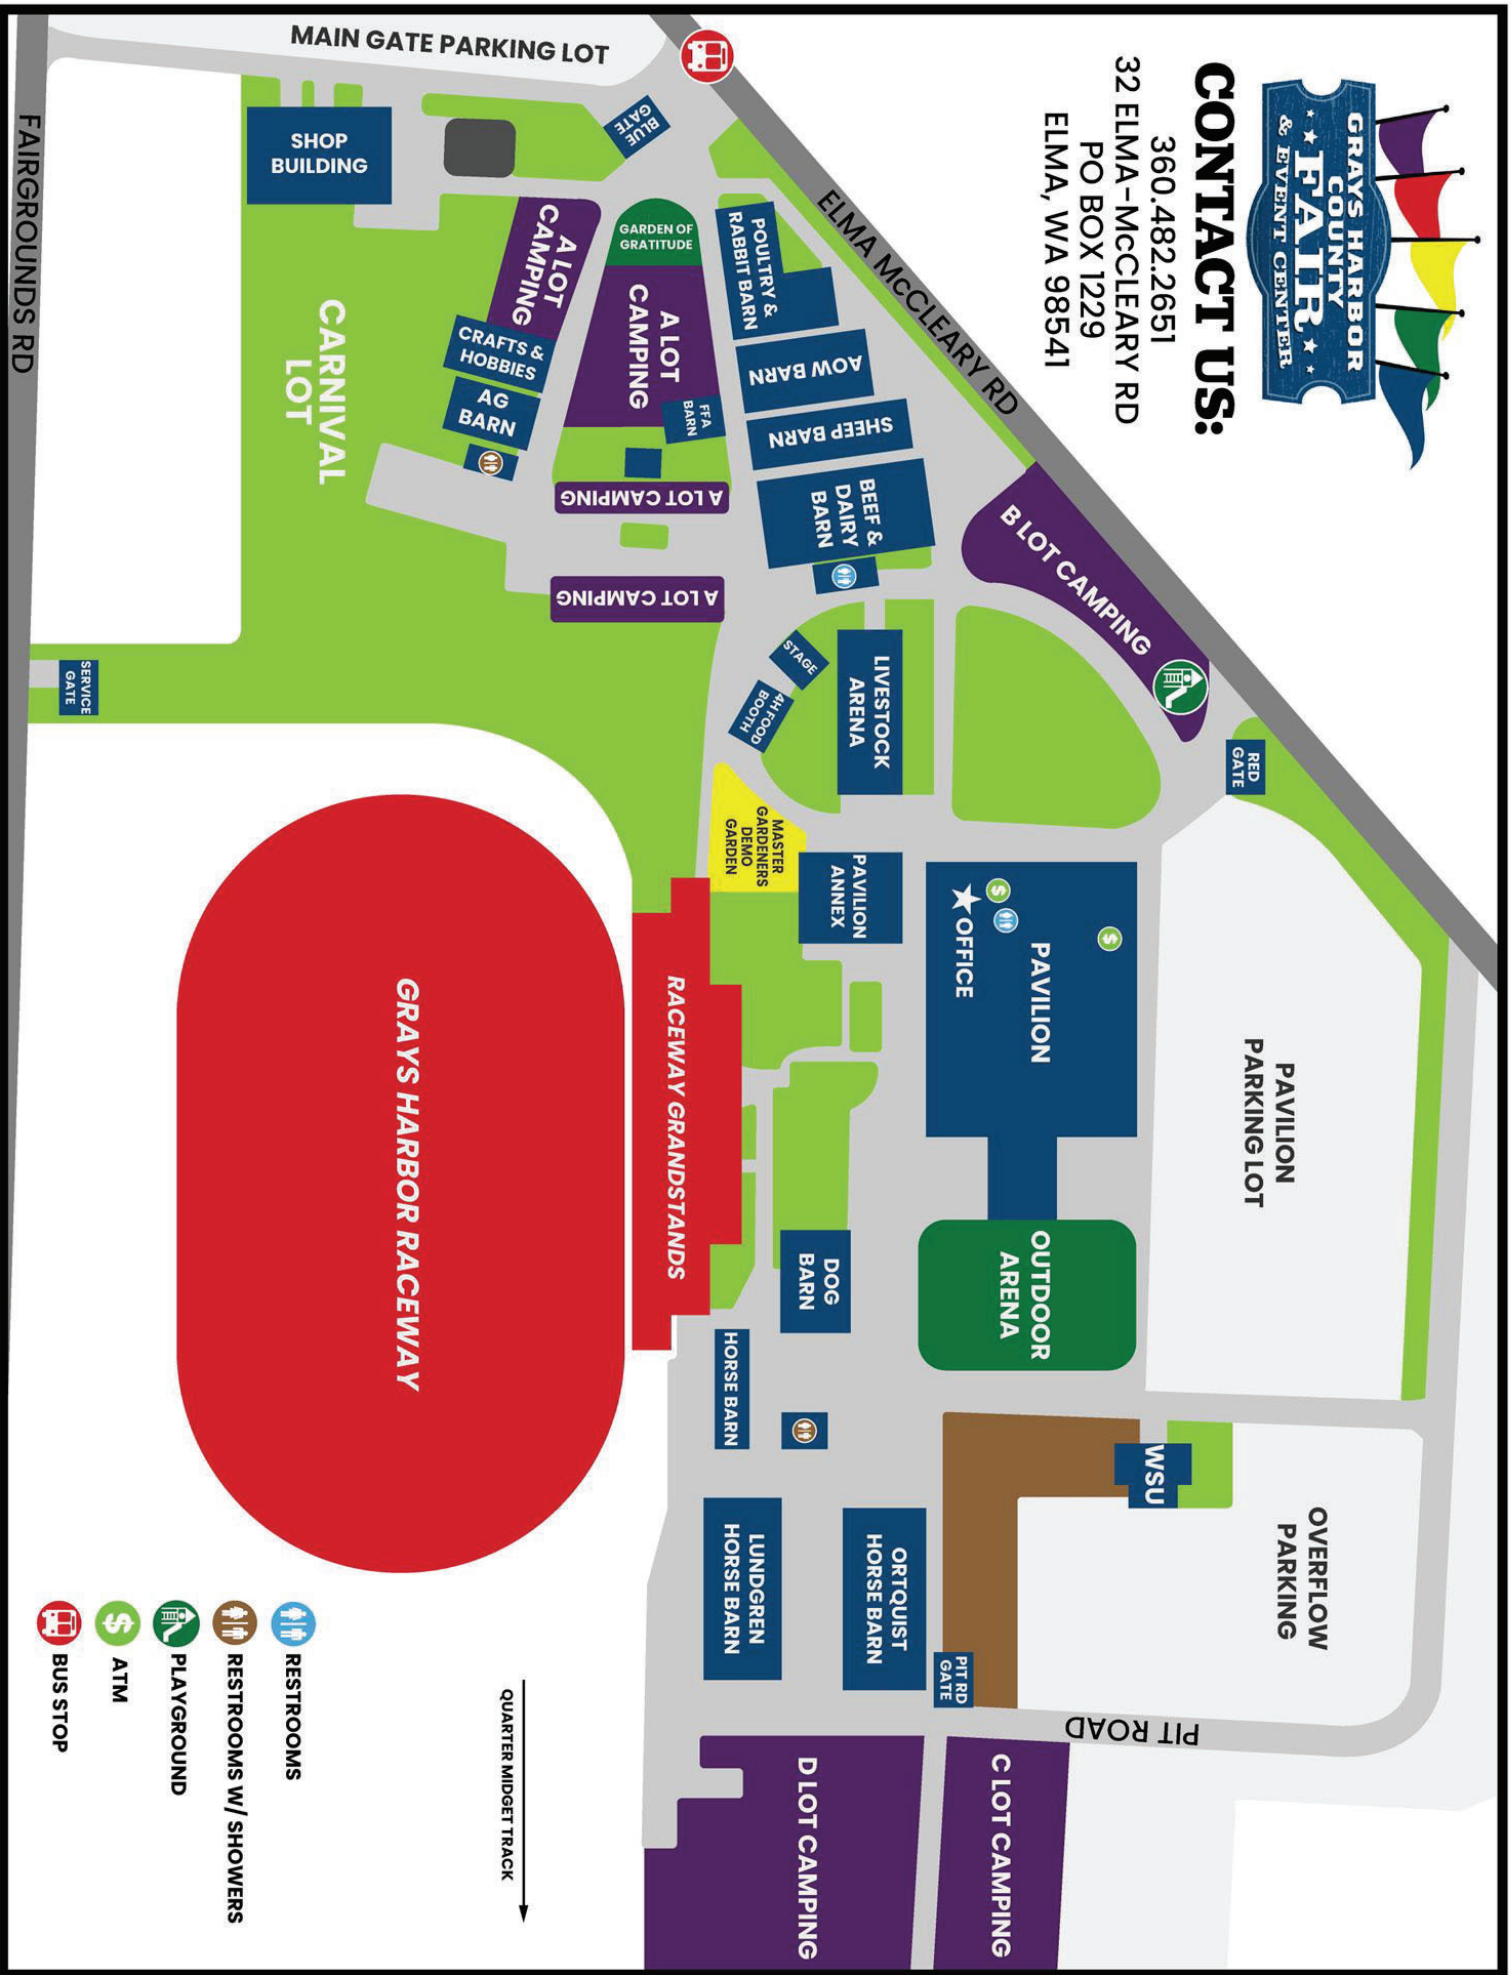 GRAYS HARBOR
COUNTY
FAIR
& EVENT CENTER
CONTACT US:
360.482.2651
32 ELMA-McCLEARY RD
PO BOX 1229
ELMA, WA 98541
ELMA McCLEARY RD
MAIN GATE PARKING LOT
FAIRGROUNDS RD
BLUE
GATE
SHOP
BUILDING
CARNIVAL
LOT
A LOT
CAMPING
CRAFTS &
HOBBIES
AG
BARN
GARDEN OF
GRATITUDE
A LOT
CAMPING
FFA
BARN
A LOT CAMPING
A LOT CAMPING
POULTRY &
RABBIT BARN
AOW BARN
SHEEP BARN
BEEF &
DAIRY
BARN
B LOT CAMPING
RED
GATE
SERVICE
GATE
STAGE
4H FOOD
BOOTH
LIVESTOCK
ARENA
MASTER
GARDENERS
DEMO
GARDEN
PAVILION
ANNEX
PAVILION
OFFICE
PAVILION
PARKING LOT
OUTDOOR
ARENA
RACEWAY GRANDSTANDS
GRAYS HARBOR RACEWAY
DOG
BARN
HORSE BARN
LUNDGREN
HORSE BARN
ORTQUIST
HORSE BARN
WSU
OVERFLOW
PARKING
PIT RD
GATE
PIT ROAD
C LOT CAMPING
D LOT CAMPING
QUARTER MIDGET TRACK
RESTROOMS
RESTROOMS W/ SHOWERS
PLAYGROUND
$ ATM
BUS STOP